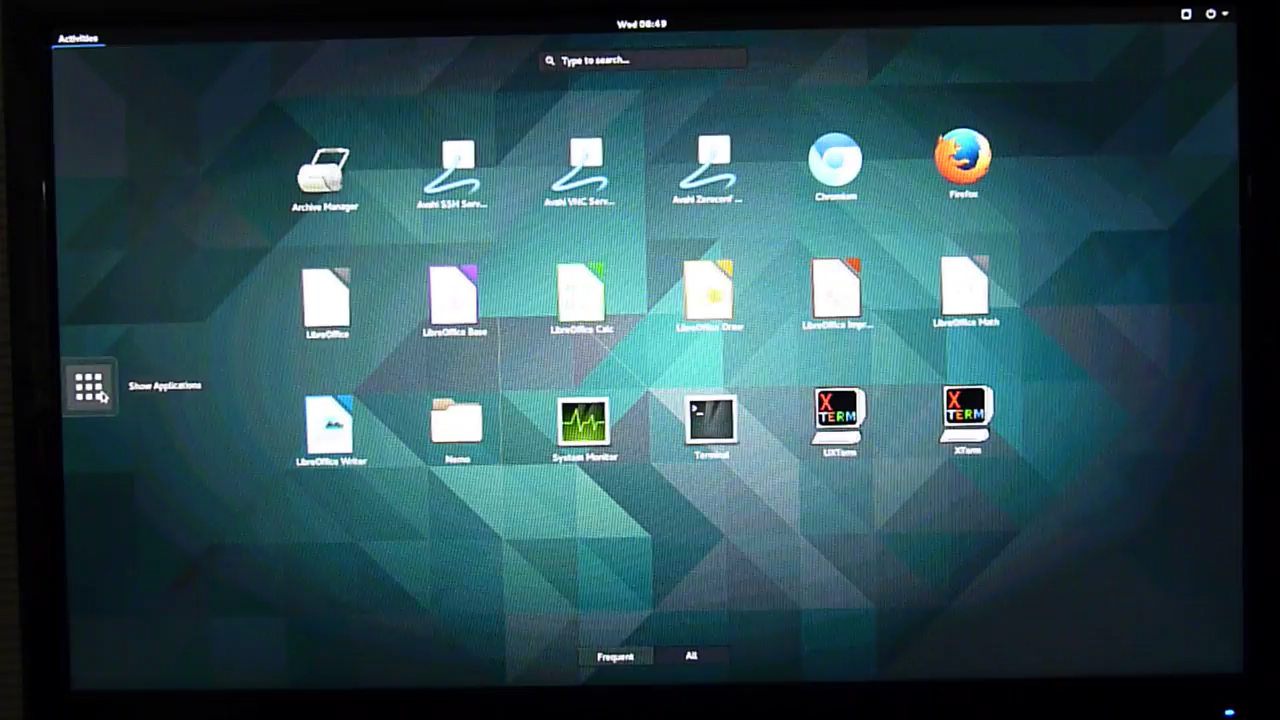 Wed 08:49
Activities
Type to search...
Archive Manager
Avahi SSH Serv...
Avahi VNC Serv...
Avahi Zeroconf ...
Chromium
Firefox
LibreOffice
LibreOffice Base
LibreOffice Calc
LibreOffice Draw
LibreOffice Impr...
LibreOffice Math
Show Applications
X
TERM
X
TERM
LibreOffice Writer
Nemo
System Monitor
Terminal
UXTerm
XTerm
Frequent
All